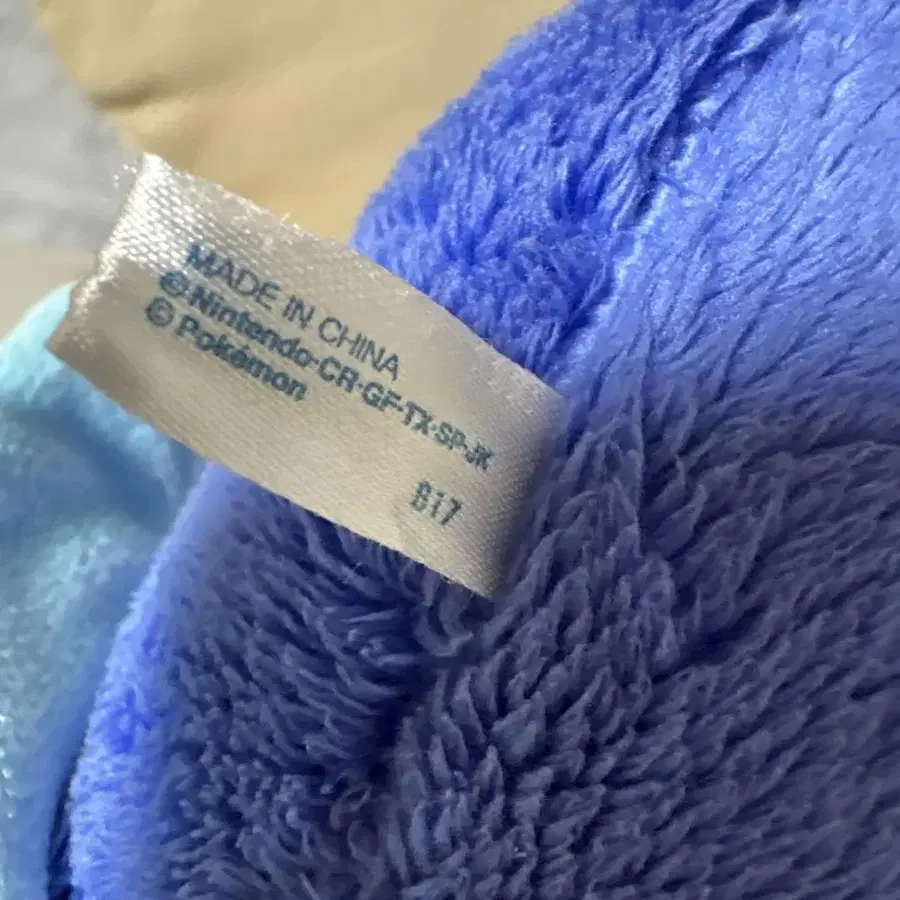 MADE IN CHINA
©Nintendo·CR·GF·TX·SP·JK
©Pokémon
B17